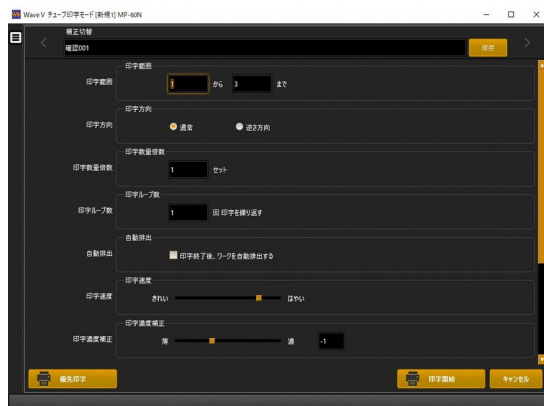 Wave V チューブ印字モード [新規1] MP-60N
補正切替
確認001
保存
印字範囲
印字範囲 1 から 3 まで
印字方向
印字方向 通常 逆さ方向
印字数量倍数
印字数量倍数 1 セット
印字ループ数
印字ループ数 1 回 印字を繰り返す
自動排出
自動排出 印字終了後、ワークを自動排出する
印字速度
印字速度 きれい はやい
印字濃度補正
印字濃度補正 薄 濃 -1
優先印字 印字開始 キャンセル